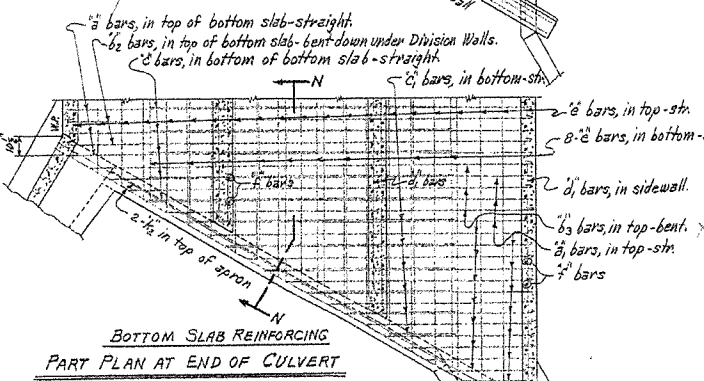 "a" bars, in top of bottom slab-straight.
"b2" bars, in top of bottom slab-bent down under Division Walls.
"c" bars, in bottom of bottom slab-straight.
N
"c1" bars, in bottom-str.
"e" bars, in top-str.
8-"e" bars, in bottom-
"f" bars
"d1" bars
"d1" bars, in sidewall.
"b3" bars, in top-bent.
"a1" bars, in top-str.
"f" bars
in top of apron
N
BOTTOM SLAB REINFORCING
PART PLAN AT END OF CULVERT